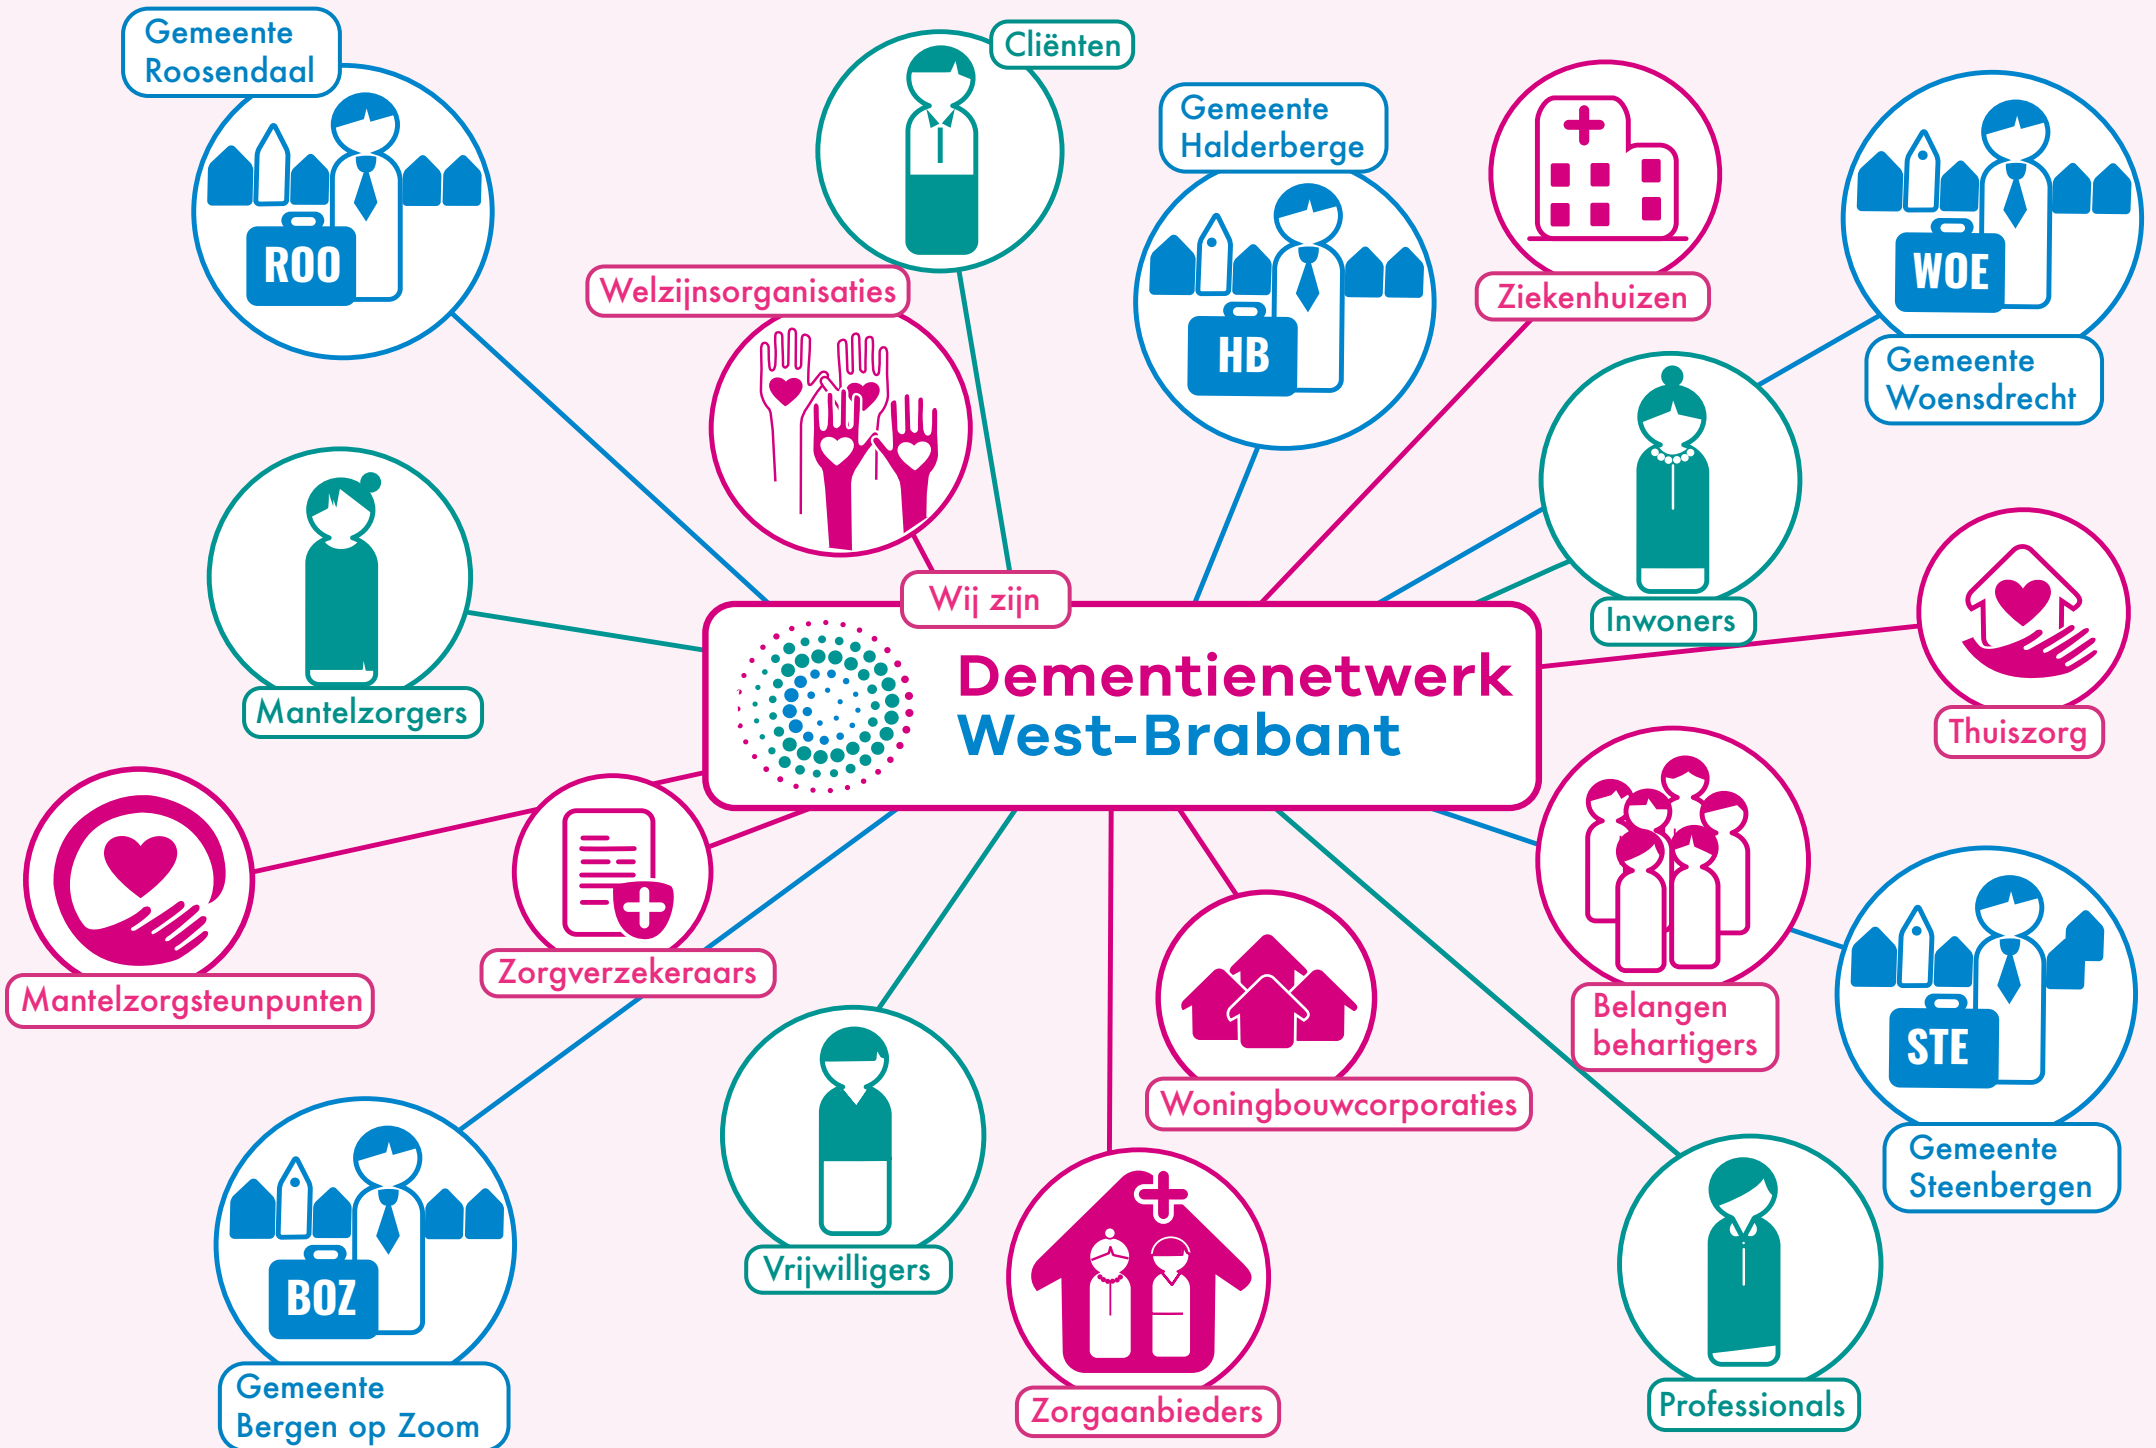 Gemeente
Roosendaal
ROO
Cliënten
Gemeente
Halderberge
HB
Ziekenhuizen
WOE
Gemeente
Woensdrecht
Welzijnsorganisaties
Inwoners
Mantelzorgers
Wij zijn
Dementienetwerk
West-Brabant
Thuiszorg
Mantelzorgsteunpunten
Zorgverzekeraars
Belangen
behartigers
STE
Gemeente
Steenbergen
Woningbouwcorporaties
Vrijwilligers
BOZ
Gemeente
Bergen op Zoom
Zorgaanbieders
Professionals